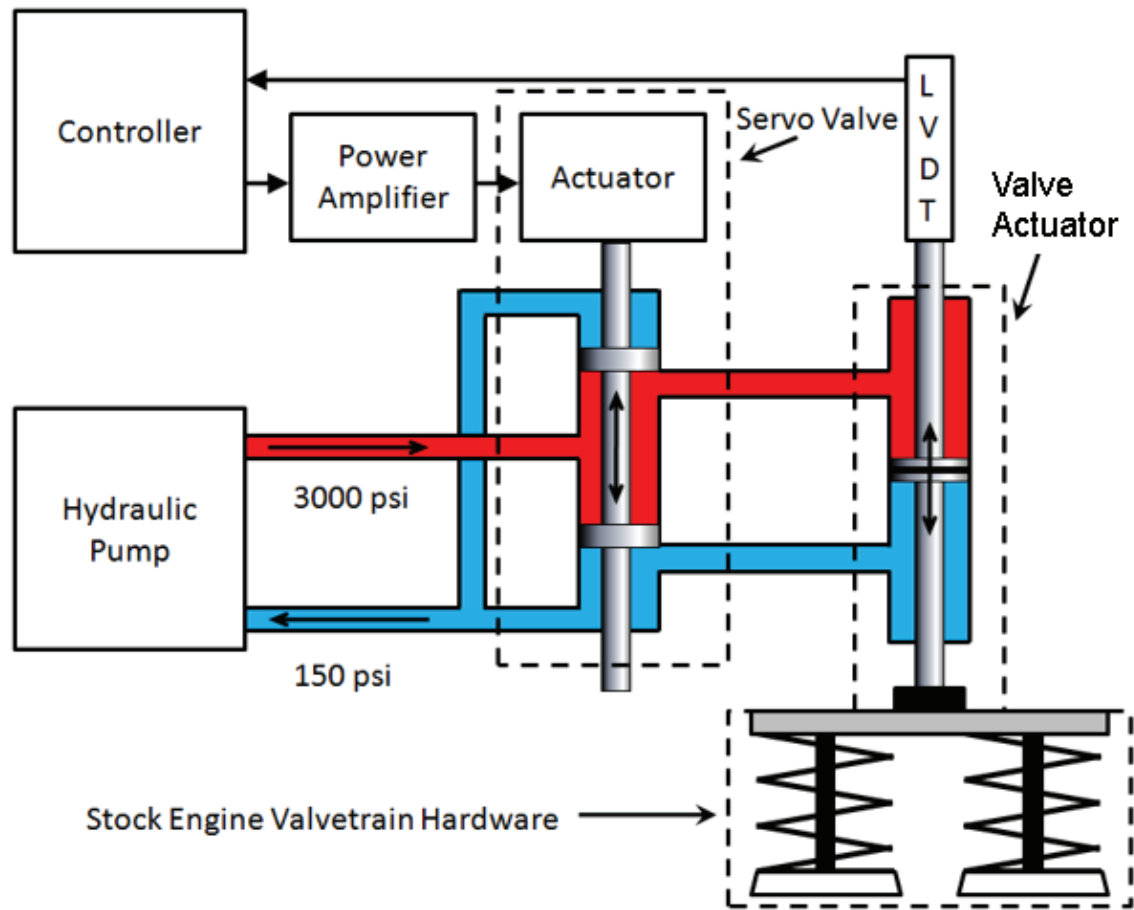 Controller
Power
Amplifier
Actuator
Servo Valve
L
V
D
T
Valve
Actuator
Hydraulic
Pump
3000 psi
150 psi
Stock Engine Valvetrain Hardware